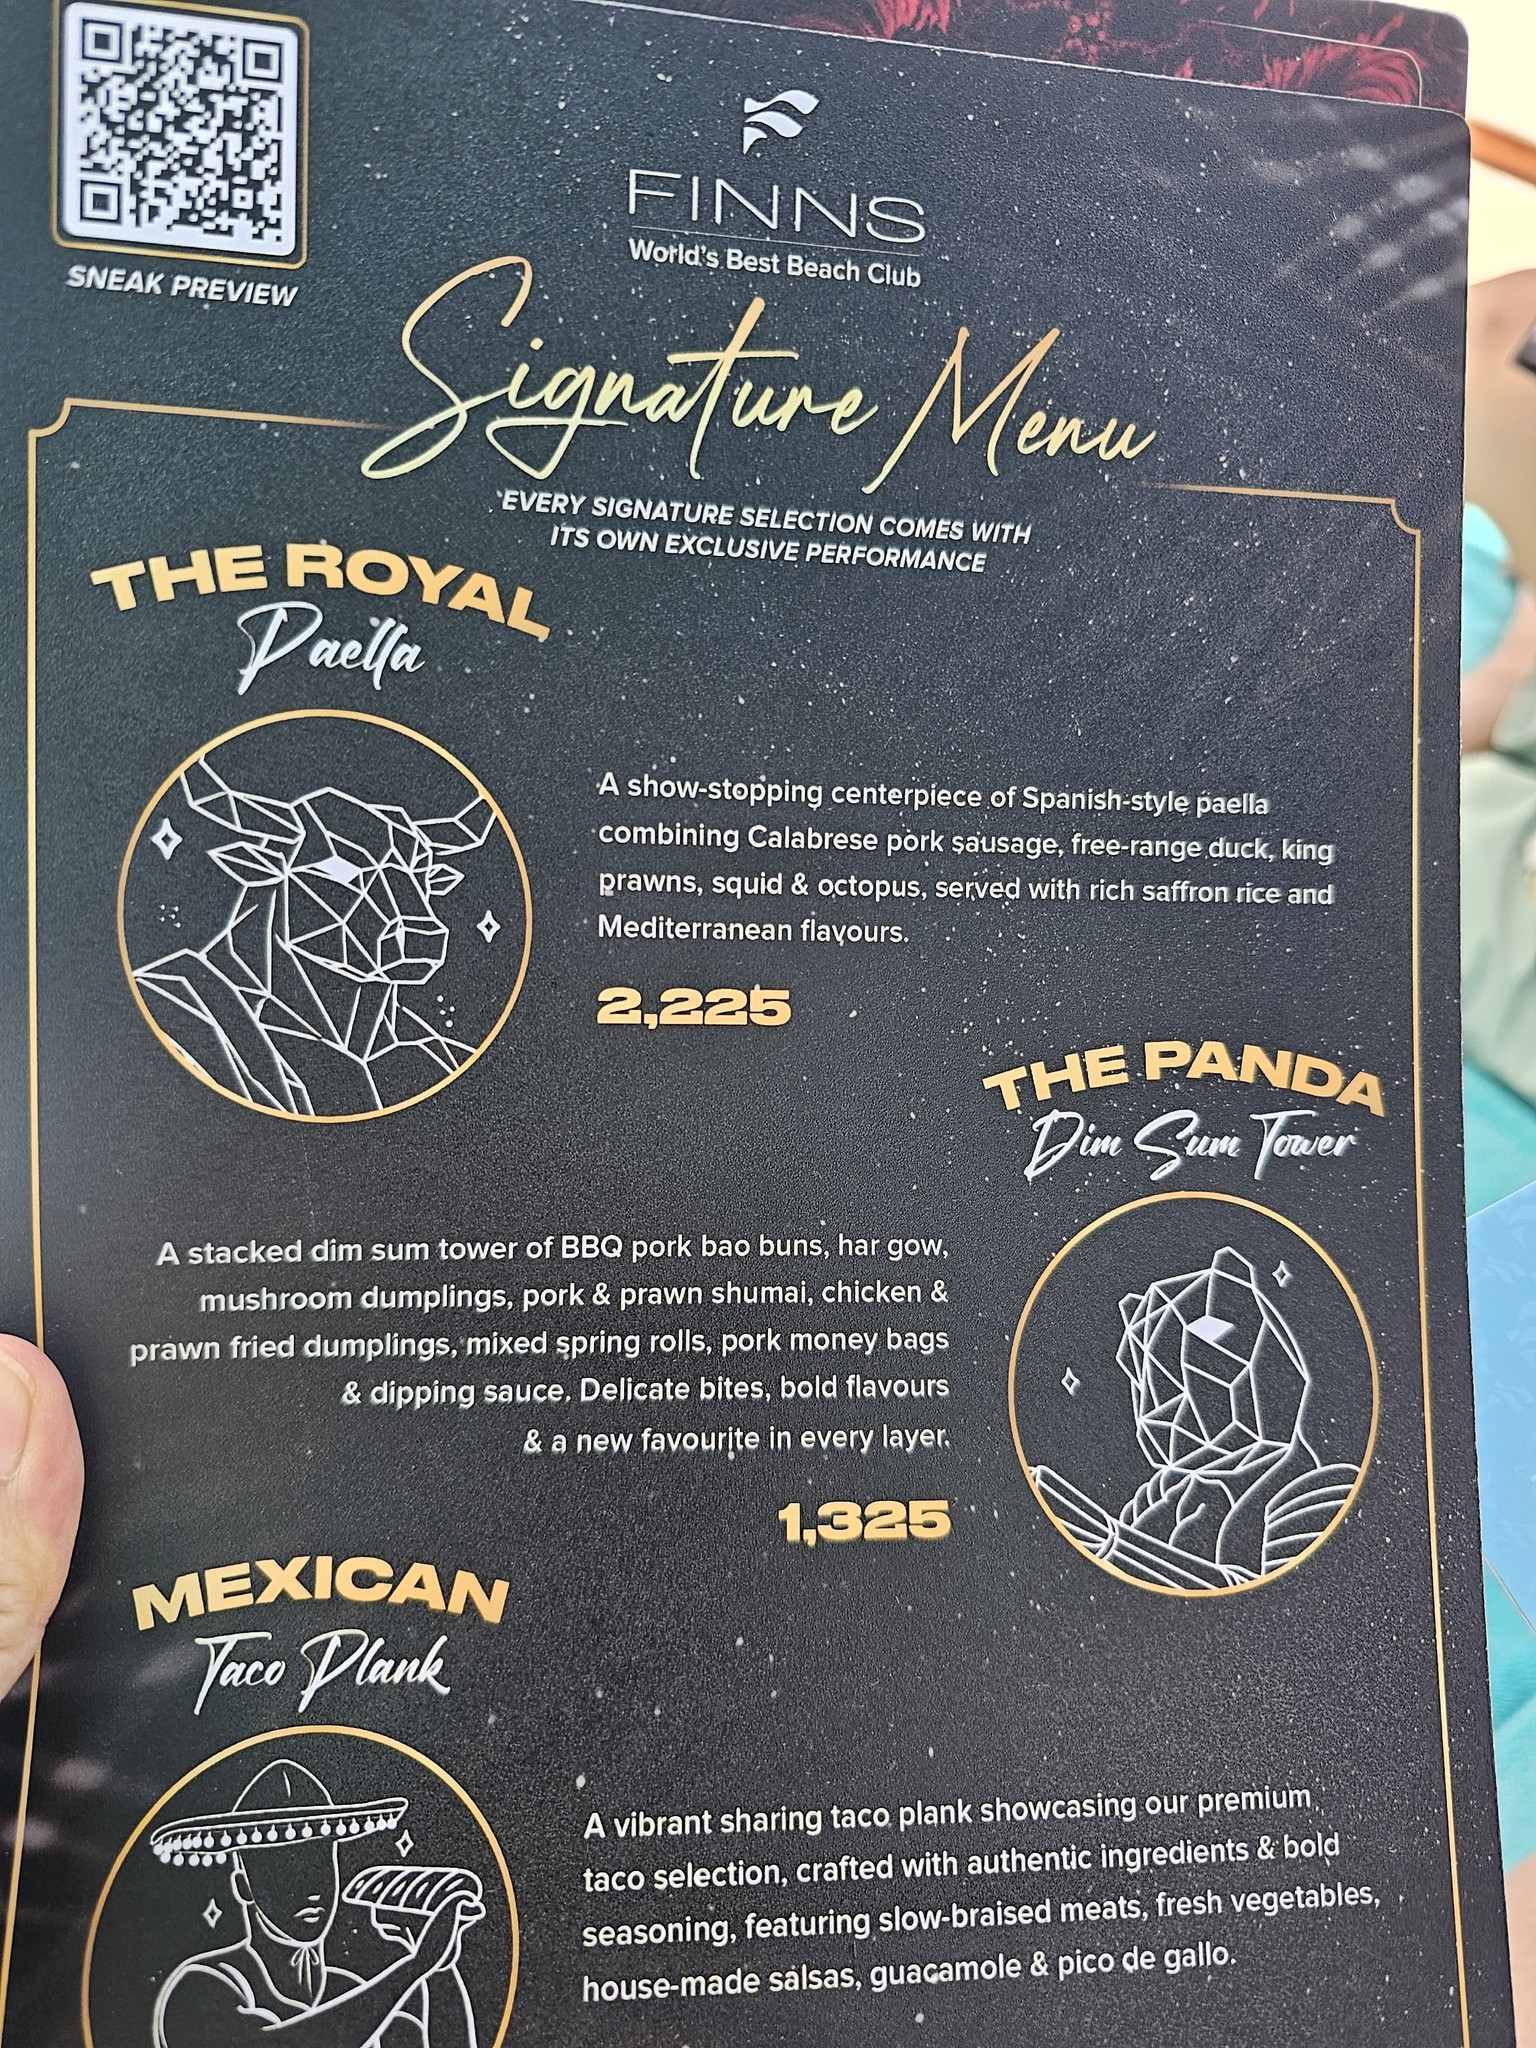 SNEAK PREVIEW
FINNS
World's Best Beach Club
Signature Menu
*EVERY SIGNATURE SELECTION COMES WITH
ITS OWN EXCLUSIVE PERFORMANCE
THE ROYAL
Paella
A show-stopping centerpiece of Spanish-style paella
combining Calabrese pork sausage, free-range duck, king
prawns, squid & octopus, served with rich saffron rice and
Mediterranean flavours.
2,225
THE PANDA
Dim Sum Tower
A stacked dim sum tower of BBQ pork bao buns, har gow,
mushroom dumplings, pork & prawn shumai, chicken &
prawn fried dumplings, mixed spring rolls, pork money bags
& dipping sauce. Delicate bites, bold flavours
& a new favourite in every layer.
1,325
MEXICAN
Taco Plank
A vibrant sharing taco plank showcasing our premium
taco selection, crafted with authentic ingredients & bold
seasoning, featuring slow-braised meats, fresh vegetables,
house-made salsas, guacamole & pico de gallo.